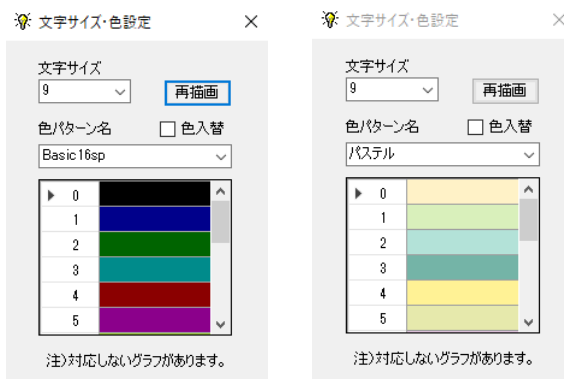 文字サイズ・色設定
文字サイズ
9
再描画
色パターン名
色入替
Basic16sp
0
1
2
3
4
5
注)対応しないグラフがあります。
文字サイズ・色設定
文字サイズ
9
再描画
色パターン名
色入替
パステル
0
1
2
3
4
5
注)対応しないグラフがあります。